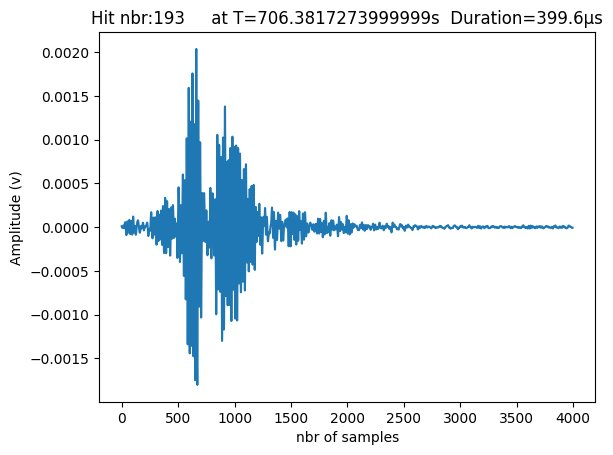 Hit nbr:193     at T=706.3817273999999s  Duration=399.6µs
Amplitude (v)
0.0020
0.0015
0.0010
0.0005
0.0000
−0.0005
−0.0010
−0.0015
0 500 1000 1500 2000 2500 3000 3500 4000
nbr of samples